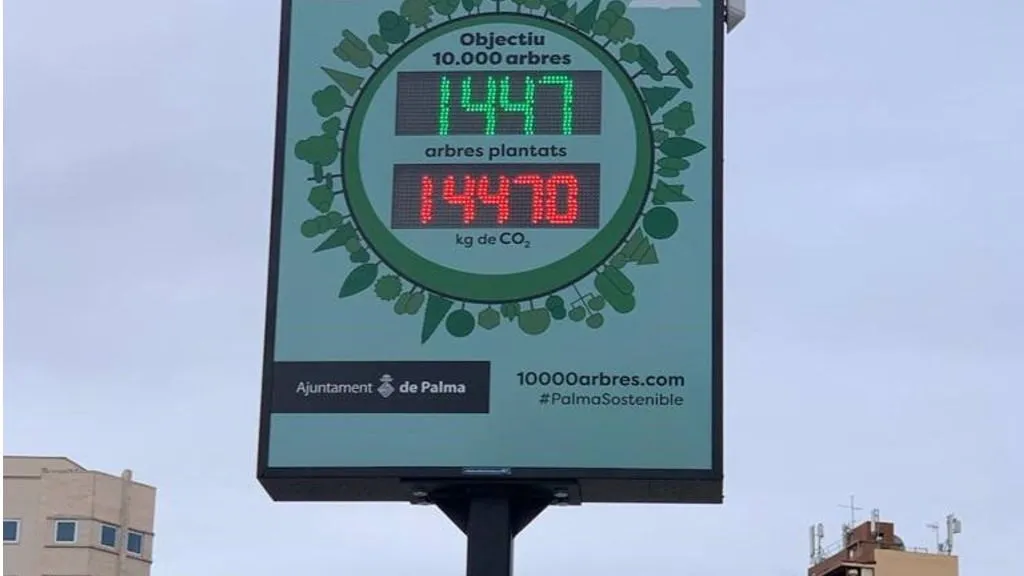 Objectiu
10.000 arbres
1447
arbres plantats
14470
kg de CO₂
Ajuntament de Palma
10000arbres.com
#PalmaSostenible